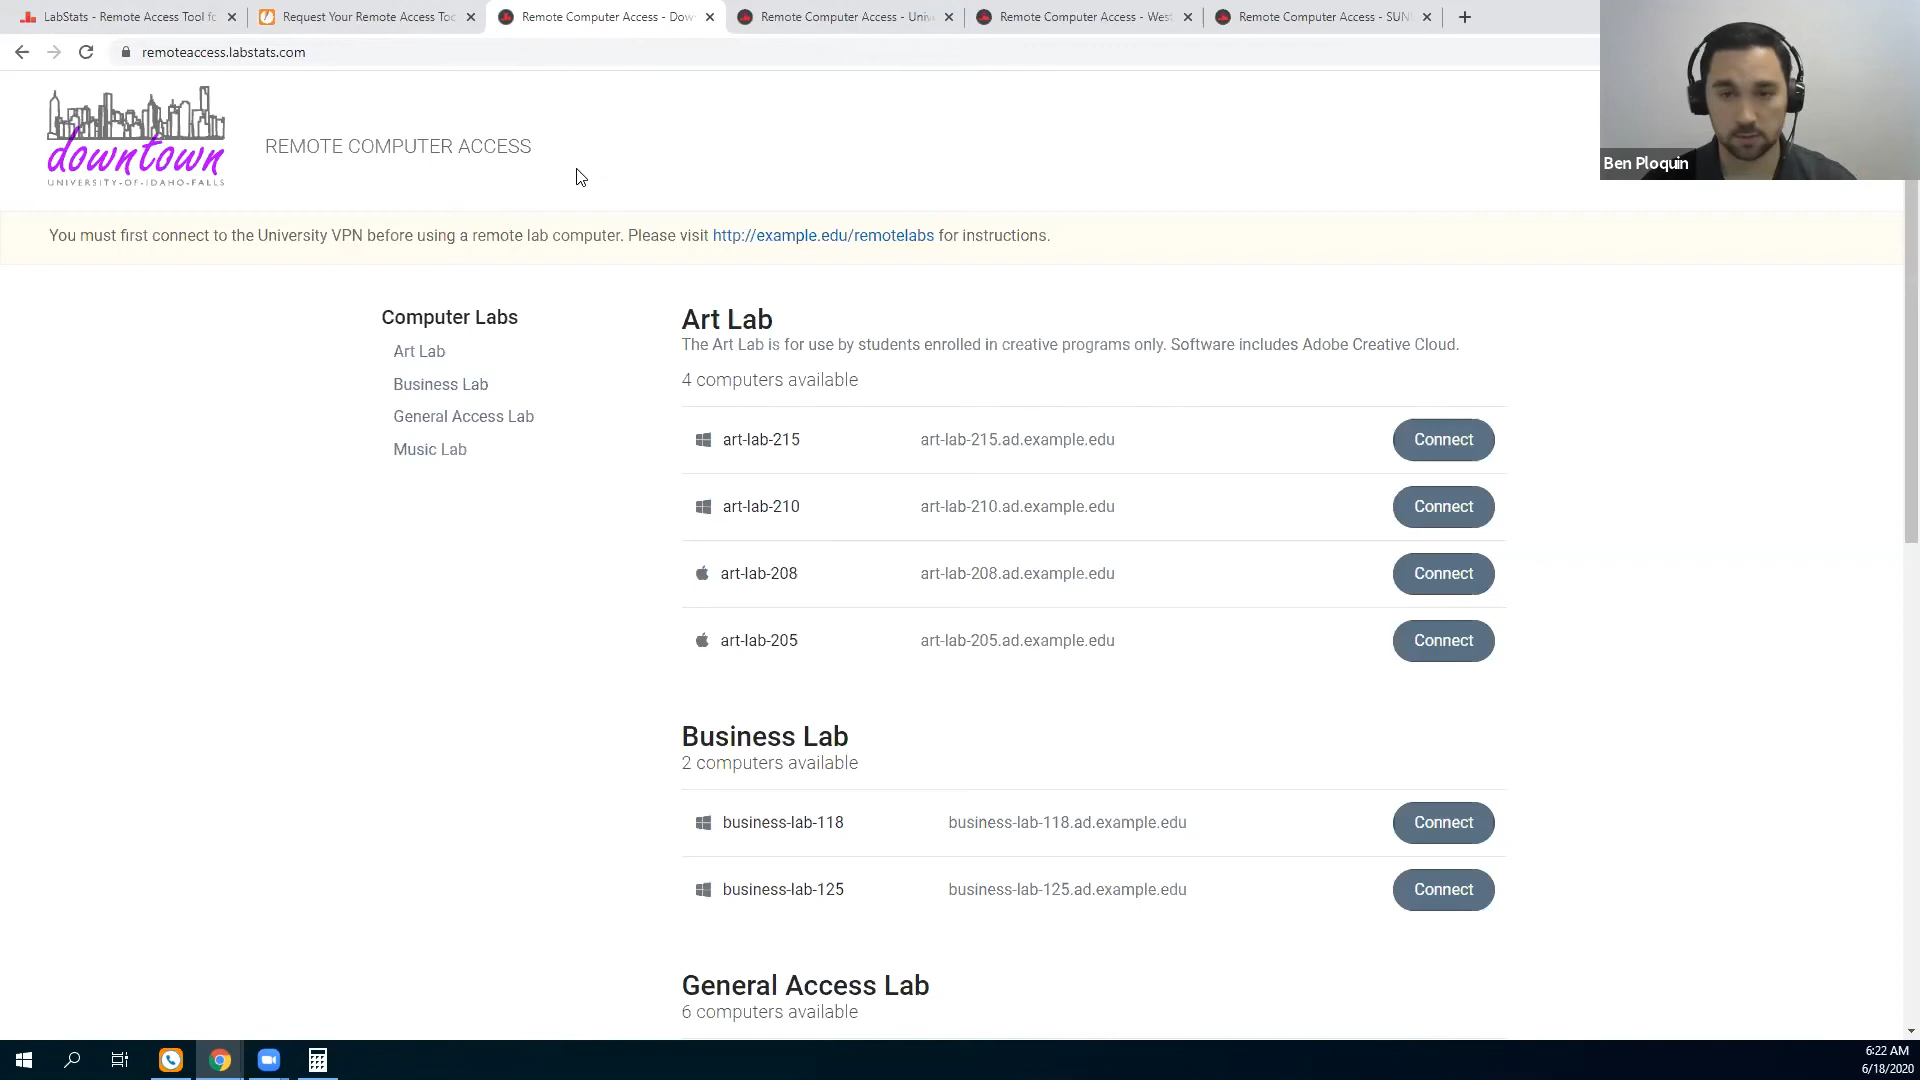 LabStats - Remote Access Tool fo
Request Your Remote Access Too
Remote Computer Access - Dow
Remote Computer Access - Unive
Remote Computer Access - West
Remote Computer Access - SUN
remoteaccess.labstats.com
Ben Ploquin
downtown
UNIVERSITY-OF-IDAHO-FALLS
REMOTE COMPUTER ACCESS
You must first connect to the University VPN before using a remote lab computer. Please visit http://example.edu/remotelabs for instructions.
Computer Labs
Art Lab
Business Lab
General Access Lab
Music Lab
Art Lab
The Art Lab is for use by students enrolled in creative programs only. Software includes Adobe Creative Cloud.
4 computers available
art-lab-215 art-lab-215.ad.example.edu Connect
art-lab-210 art-lab-210.ad.example.edu Connect
art-lab-208 art-lab-208.ad.example.edu Connect
art-lab-205 art-lab-205.ad.example.edu Connect
Business Lab
2 computers available
business-lab-118 business-lab-118.ad.example.edu Connect
business-lab-125 business-lab-125.ad.example.edu Connect
General Access Lab
6 computers available
6:22 AM
6/18/2020